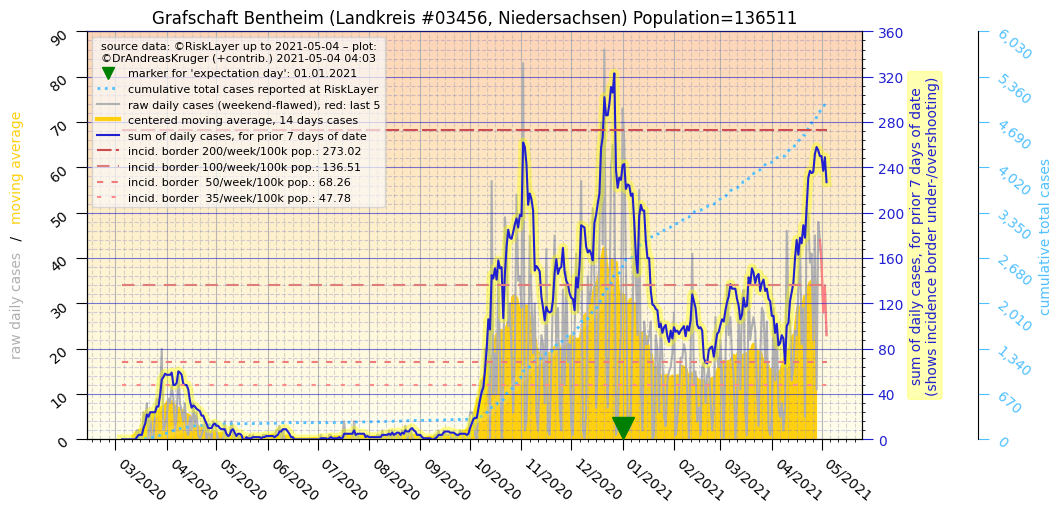 Grafschaft Bentheim (Landkreis #03456, Niedersachsen) Population=136511
source data: ©RiskLayer up to 2021-05-04 – plot:
©DrAndreasKruger (+contrib.) 2021-05-04 04:03
marker for 'expectation day': 01.01.2021
cumulative total cases reported at RiskLayer
raw daily cases (weekend-flawed), red: last 5
centered moving average, 14 days cases
sum of daily cases, for prior 7 days of date
incid. border 200/week/100k pop.: 273.02
incid. border 100/week/100k pop.: 136.51
incid. border 50/week/100k pop.: 68.26
incid. border 35/week/100k pop.: 47.78
raw daily cases / moving average
90
80
70
60
50
40
30
20
10
0
03/2020
04/2020
05/2020
06/2020
07/2020
08/2020
09/2020
10/2020
11/2020
12/2020
01/2021
02/2021
03/2021
04/2021
05/2021
360
320
280
240
200
160
120
80
40
0
sum of daily cases, for prior 7 days of date
(shows incidence border under-/overshooting)
6,030
5,360
4,690
4,020
3,350
2,680
2,010
1,340
670
0
cumulative total cases